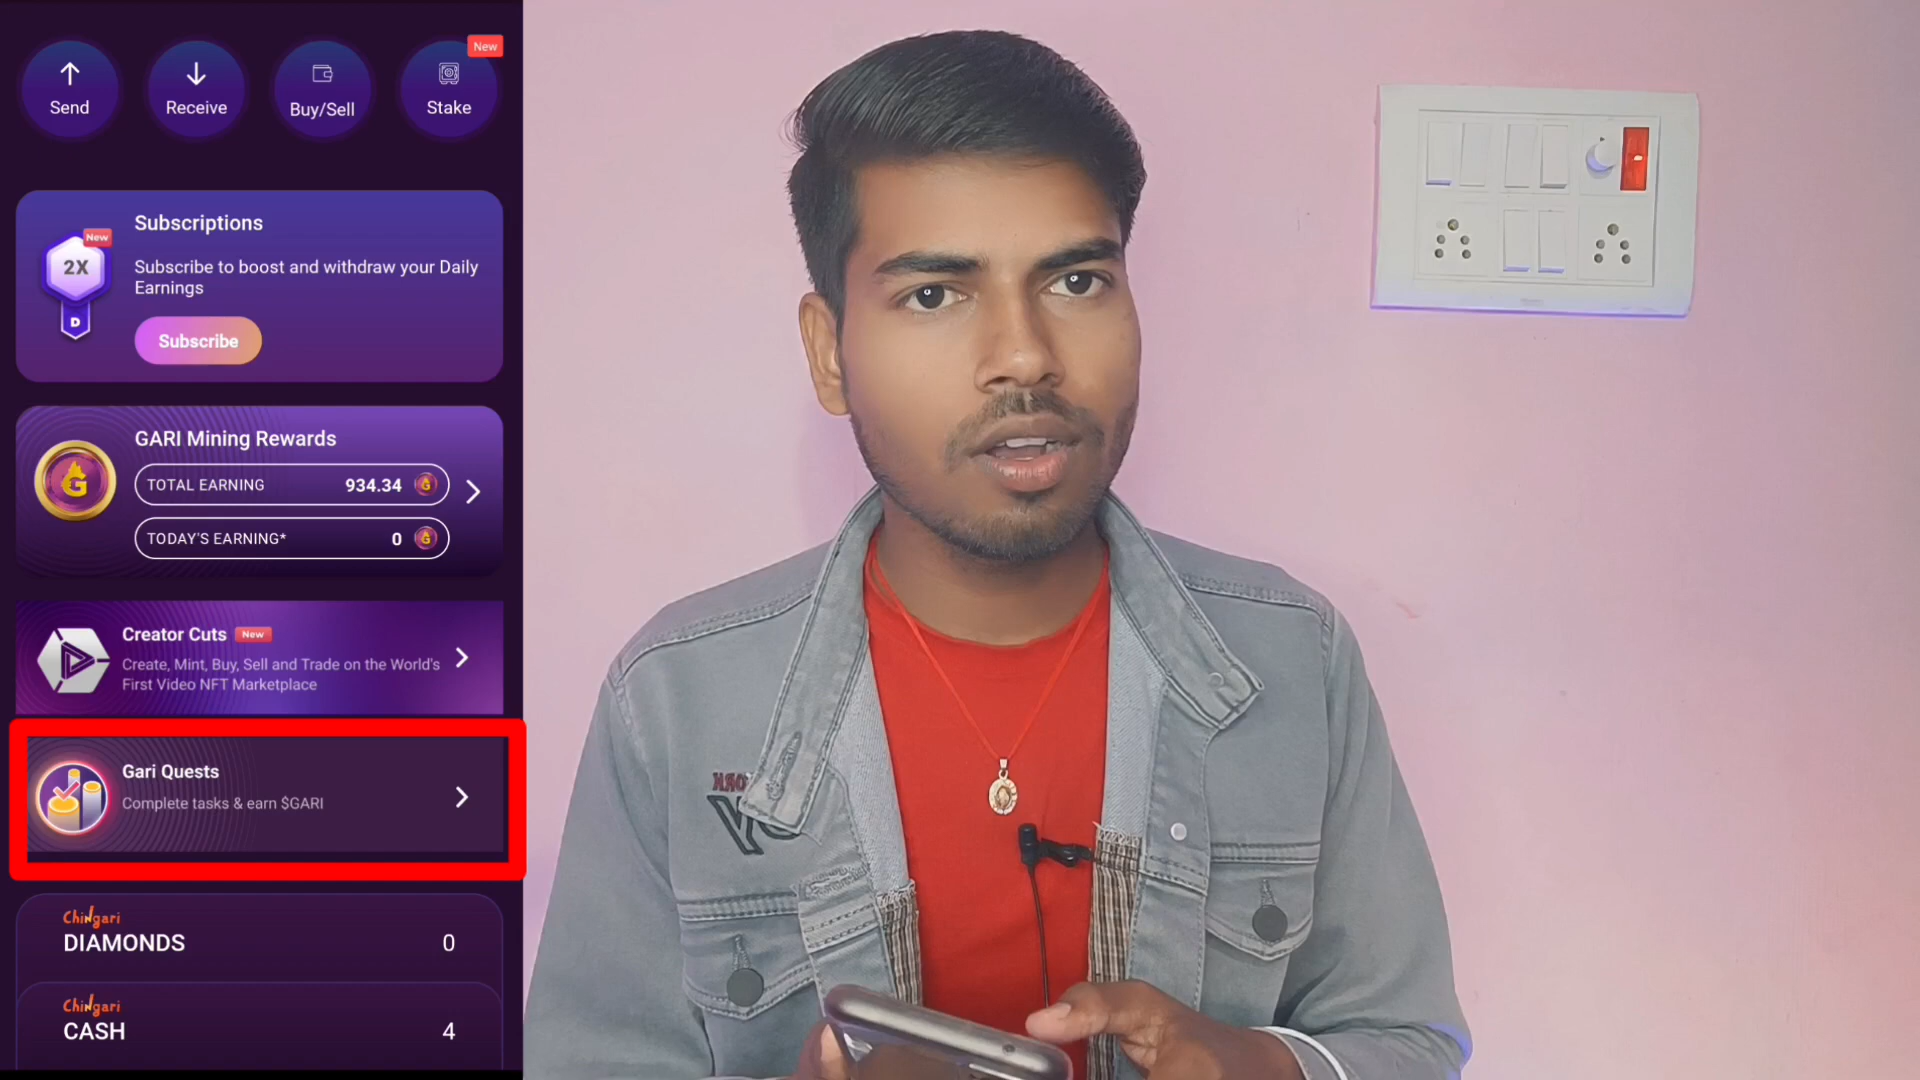 New
Send
Receive
Buy/Sell
Stake
Subscriptions
New
2X
Subscribe to boost and withdraw your Daily
Earnings
D
Subscribe
GARI Mining Rewards
TOTAL EARNING 934.34 G
G
TODAY'S EARNING* 0 G
Creator Cuts New
Create, Mint, Buy, Sell and Trade on the World's
First Video NFT Marketplace
Gari Quests
Complete tasks & earn $GARI
Chingari
DIAMONDS 0
Chingari
CASH 4